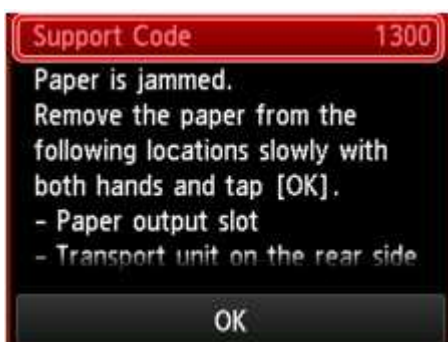 Support Code 1300
Paper is jammed.
Remove the paper from the
following locations slowly with
both hands and tap [OK].
- Paper output slot
- Transport unit on the rear side
OK